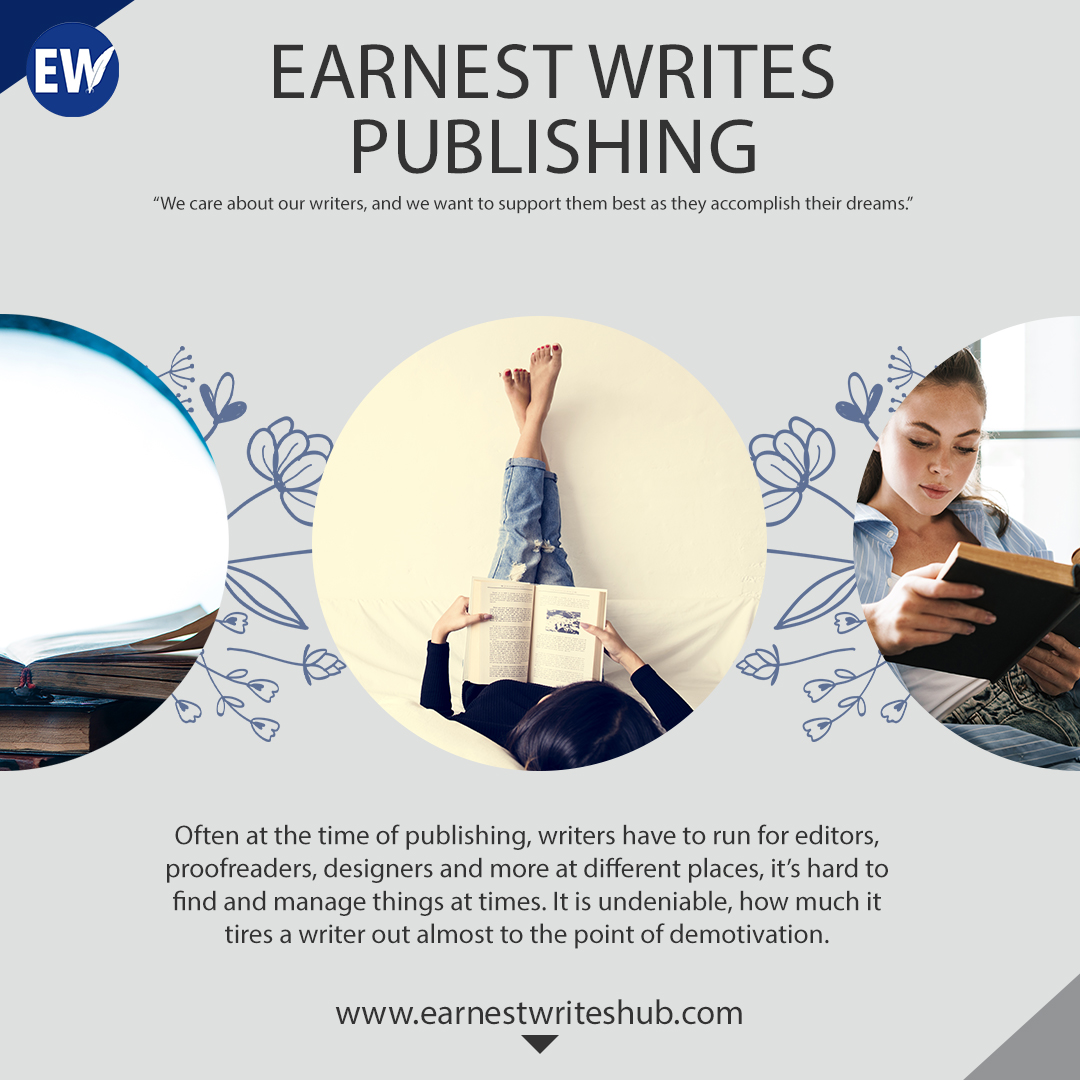 EW
EARNEST WRITES
PUBLISHING
“We care about our writers, and we want to support them best as they accomplish their dreams.”
Often at the time of publishing, writers have to run for editors,
proofreaders, designers and more at different places, it’s hard to
find and manage things at times. It is undeniable, how much it
tires a writer out almost to the point of demotivation.
www.earnestwriteshub.com